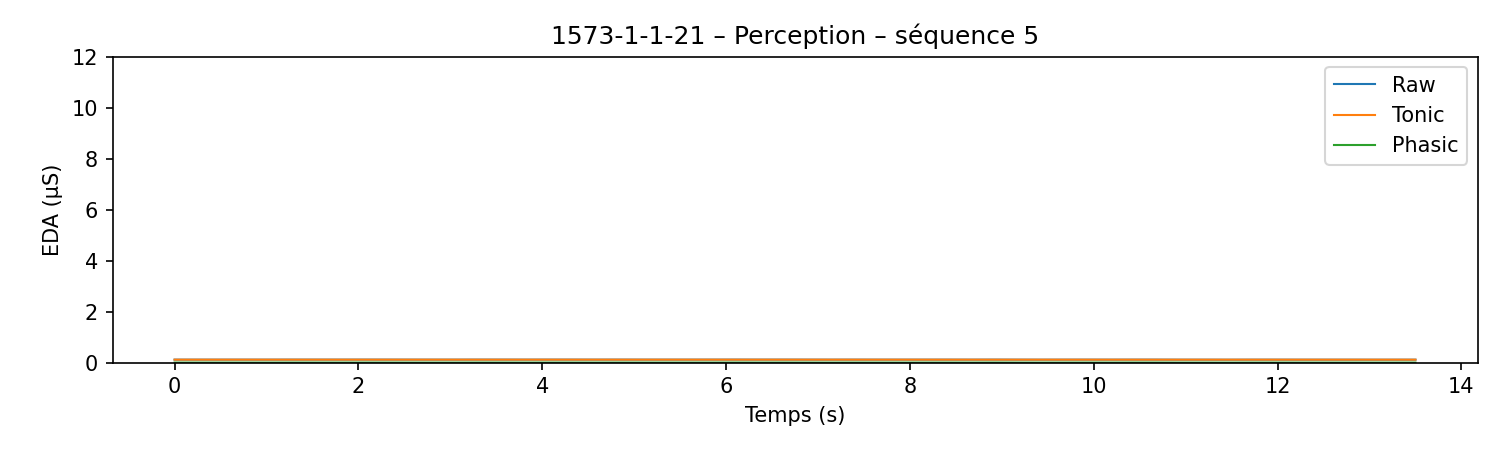 1573-1-1-21 – Perception – séquence 5
12
10
8
6
4
2
0
EDA (µS)
Raw
Tonic
Phasic
0 2 4 6 8 10 12 14
Temps (s)